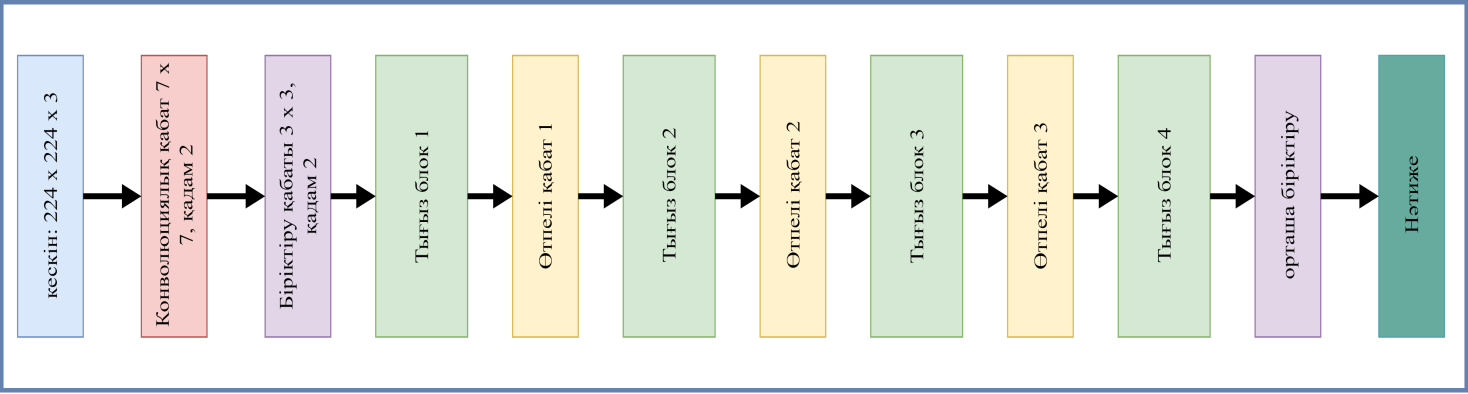 кескін: 224 x 224 x 3
Конволюциялық қабат 7 x
7, қадам 2
Біріктіру қабаты 3 x 3,
қадам 2
Тығыз блок 1
Өтпелі қабат 1
Тығыз блок 2
Өтпелі қабат 2
Тығыз блок 3
Өтпелі қабат 3
Тығыз блок 4
орташа біріктіру
Нәтиже